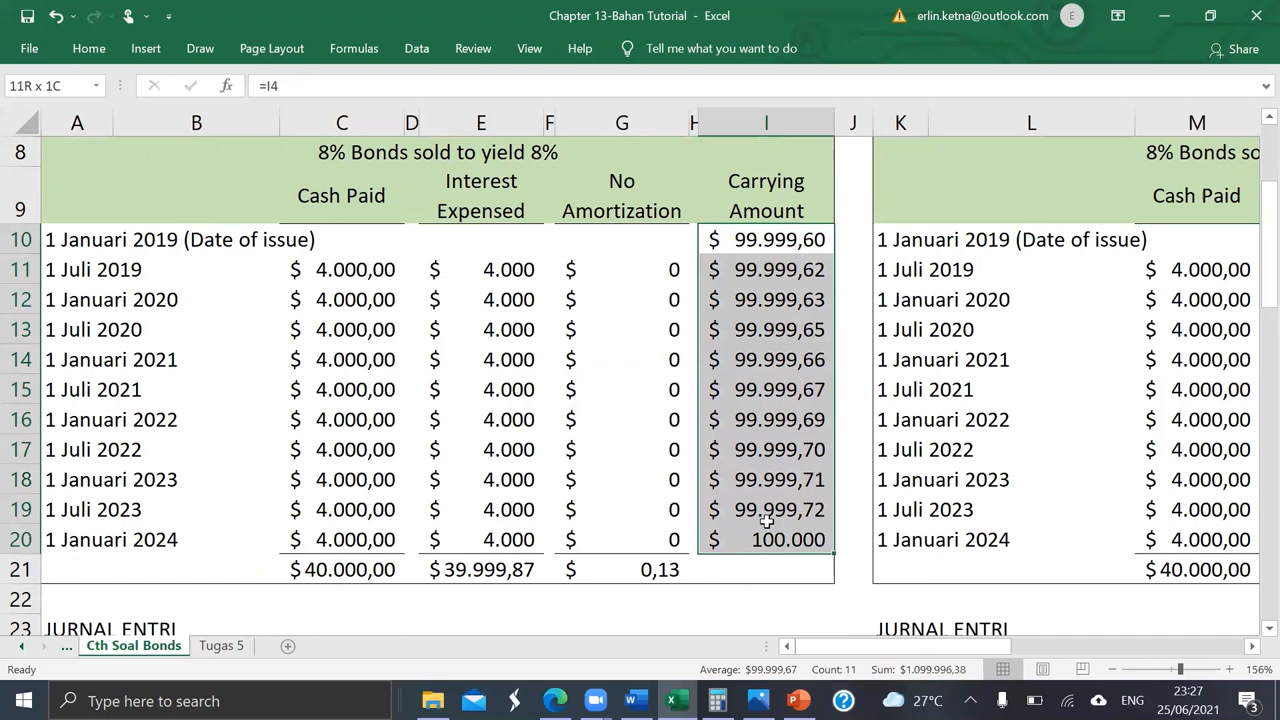 Chapter 13-Bahan Tutorial - Excel
erlin.ketna@outlook.com
E
File Home Insert Draw Page Layout Formulas Data Review View Help Tell me what you want to do Share
11R x 1C fx =I4
A B C D E F G H I J K L M
8 8% Bonds sold to yield 8% 8% Bonds so
9 Cash Paid Interest Expensed No Amortization Carrying Amount Cash Paid
10 1 Januari 2019 (Date of issue) $ 99.999,60 1 Januari 2019 (Date of issue)
11 1 Juli 2019 $ 4.000,00 $ 4.000 $ 0 $ 99.999,62 1 Juli 2019 $ 4.000,00
12 1 Januari 2020 $ 4.000,00 $ 4.000 $ 0 $ 99.999,63 1 Januari 2020 $ 4.000,00
13 1 Juli 2020 $ 4.000,00 $ 4.000 $ 0 $ 99.999,65 1 Juli 2020 $ 4.000,00
14 1 Januari 2021 $ 4.000,00 $ 4.000 $ 0 $ 99.999,66 1 Januari 2021 $ 4.000,00
15 1 Juli 2021 $ 4.000,00 $ 4.000 $ 0 $ 99.999,67 1 Juli 2021 $ 4.000,00
16 1 Januari 2022 $ 4.000,00 $ 4.000 $ 0 $ 99.999,69 1 Januari 2022 $ 4.000,00
17 1 Juli 2022 $ 4.000,00 $ 4.000 $ 0 $ 99.999,70 1 Juli 2022 $ 4.000,00
18 1 Januari 2023 $ 4.000,00 $ 4.000 $ 0 $ 99.999,71 1 Januari 2023 $ 4.000,00
19 1 Juli 2023 $ 4.000,00 $ 4.000 $ 0 $ 99.999,72 1 Juli 2023 $ 4.000,00
20 1 Januari 2024 $ 4.000,00 $ 4.000 $ 0 $ 100.000 1 Januari 2024 $ 4.000,00
21 $ 40.000,00 $ 39.999,87 $ 0,13 $ 40.000,00
22
23 JURNAL ENTRI JURNAL ENTRI
... Cth Soal Bonds Tugas 5
Ready Average: $99.999,67 Count: 11 Sum: $1.099.996,38 156%
Type here to search 27°C ENG 23:27
25/06/2021 3